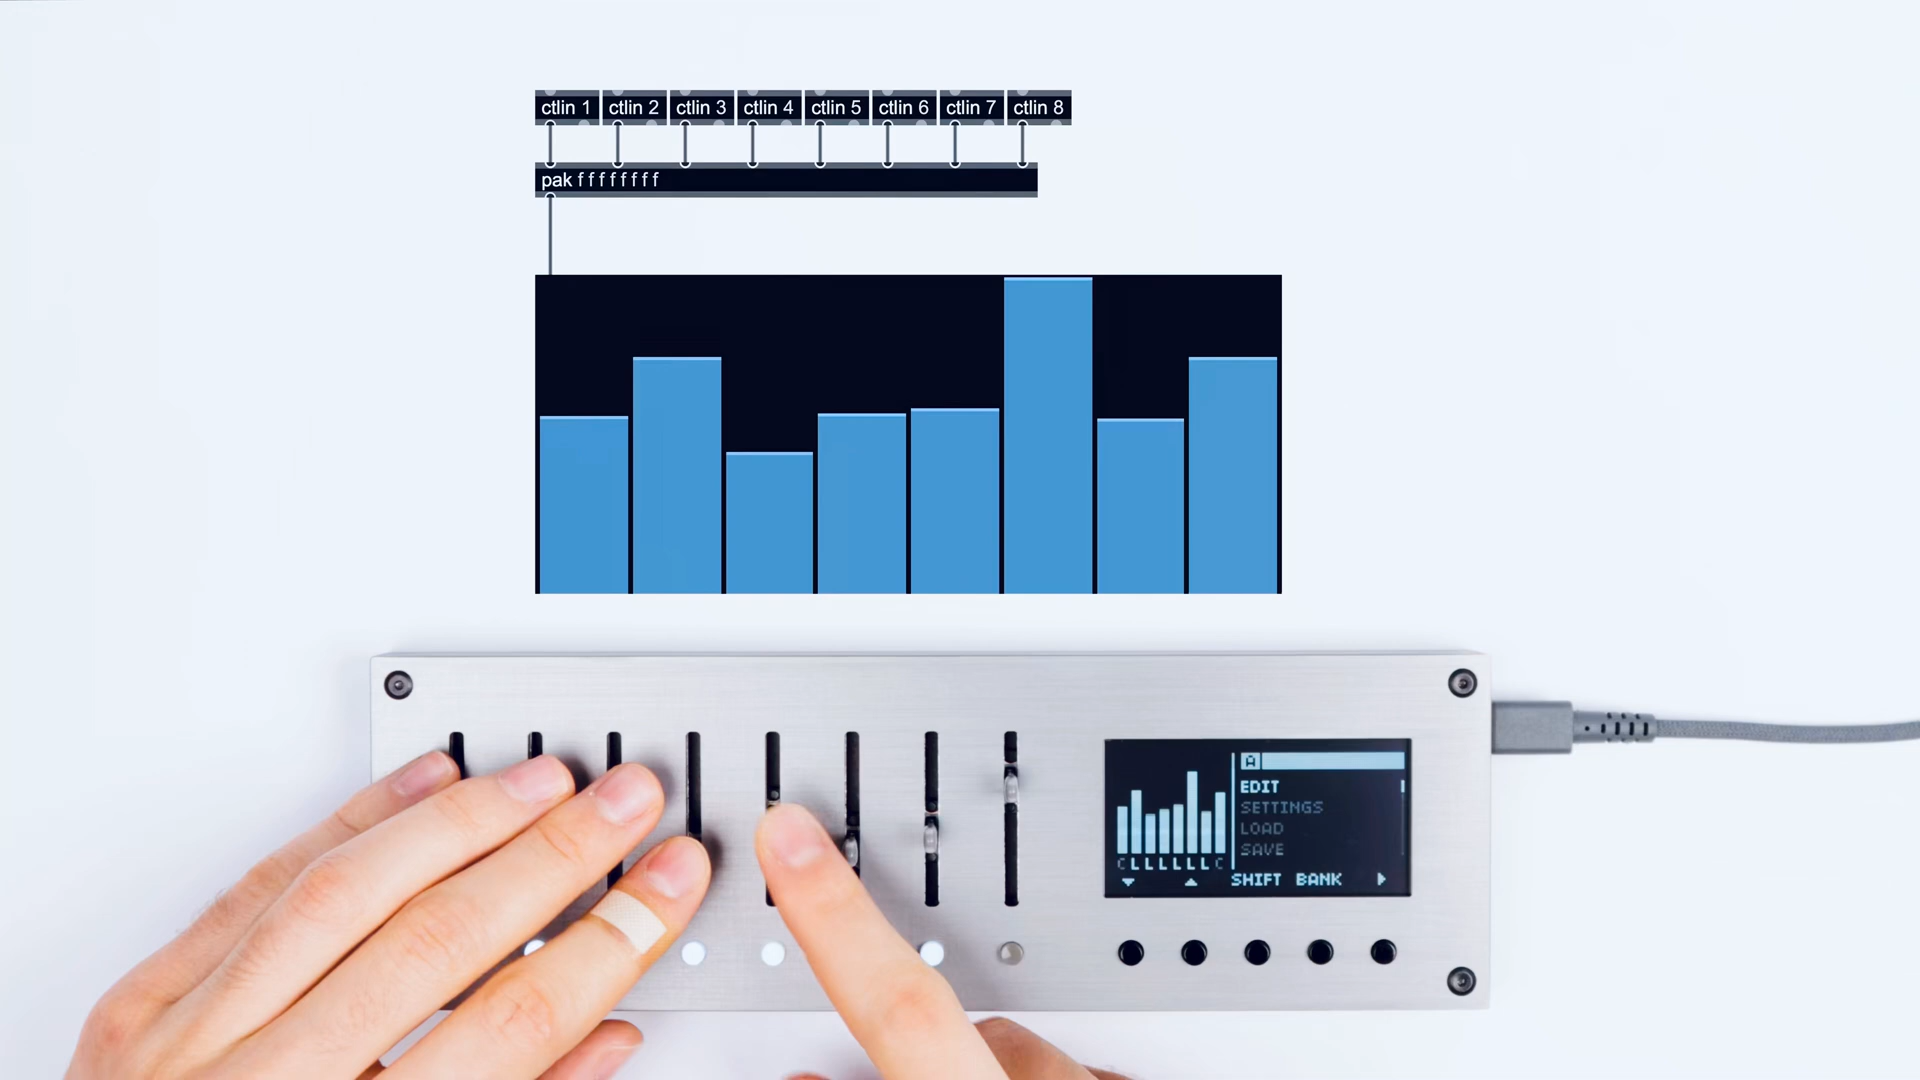 ctlin 1 ctlin 2 ctlin 3 ctlin 4 ctlin 5 ctlin 6 ctlin 7 ctlin 8
pak f f f f f f f f
A
EDIT
SETTINGS
LOAD
SAVE
C L L L L L L C
SHIFT BANK